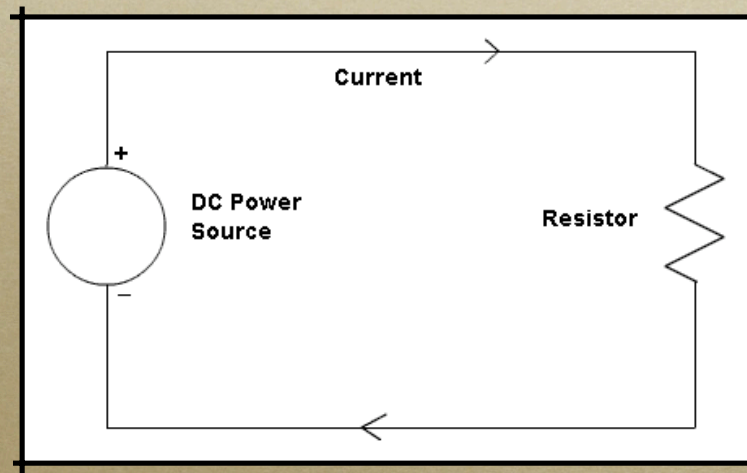 Current
+
DC Power
Source
Resistor
–